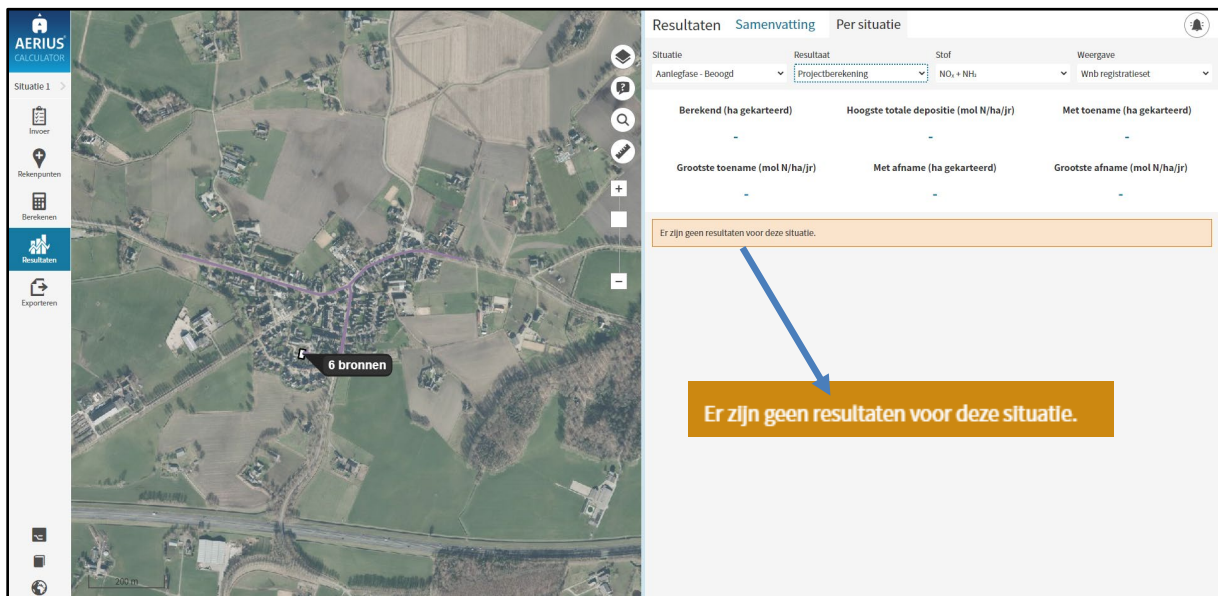 AERIUS
CALCULATOR
Situatie 1
Invoer
Rekenpunten
Berekenen
Resultaten
Exporteren
6 bronnen
200 m
Resultaten Samenvatting Per situatie
Situatie Resultaat Stof Weergave
Aanlegfase - Beoogd Projectberekening NOₓ + NH₃ Wnb registratieset
Berekend (ha gekarteerd) Hoogste totale depositie (mol N/ha/jr) Met toename (ha gekarteerd)
- - -
Grootste toename (mol N/ha/jr) Met afname (ha gekarteerd) Grootste afname (mol N/ha/jr)
- - -
Er zijn geen resultaten voor deze situatie.
Er zijn geen resultaten voor deze situatie.